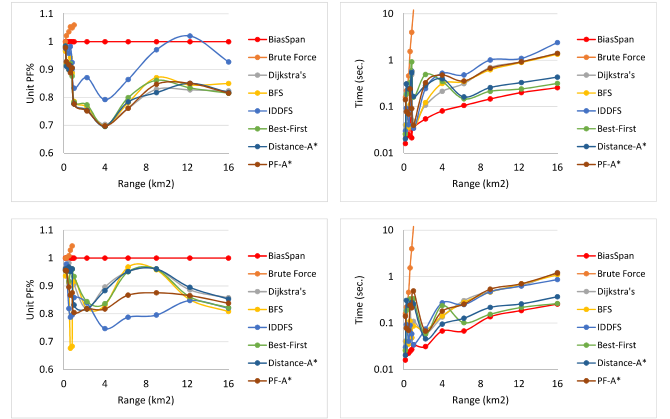 1.1
1
0.9
0.8
0.7
0.6
0
4
8
12
16
Unit PF%
Range (km2)
BiasSpan
Brute Force
Dijkstra's
BFS
IDDFS
Best-First
Distance-A*
PF-A*
10
1
0.1
0.01
0
4
8
12
16
Time (sec.)
Range (km2)
BiasSpan
Brute Force
Dijkstra's
BFS
IDDFS
Best-First
Distance-A*
PF-A*
1.1
1
0.9
0.8
0.7
0.6
0
4
8
12
16
Unit PF%
Range (km2)
BiasSpan
Brute Force
Dijkstra's
BFS
IDDFS
Best-First
Distance-A*
PF-A*
10
1
0.1
0.01
0
4
8
12
16
Time (sec.)
Range (km2)
BiasSpan
Brute Force
Dijkstra's
BFS
IDDFS
Best-First
Distance-A*
PF-A*